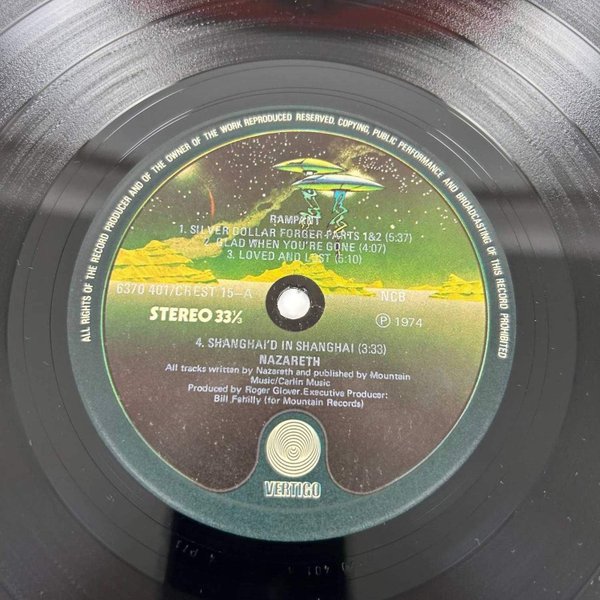 ALL RIGHTS OF THE RECORD PRODUCER AND OF THE OWNER OF THE WORK REPRODUCED RESERVED. COPYING, PUBLIC PERFORMANCE AND BROADCASTING OF THIS RECORD PROHIBITED
RAMPANT
1. SILVER DOLLAR FORGER PARTS 1&2 (5:37)
2. GLAD WHEN YOU'RE GONE (4:07)
3. LOVED AND LOST (5:10)
6370 401/CREST 15-A
NCB
STEREO 33⅓
Ⓟ 1974
4. SHANGHAI'D IN SHANGHAI (3:33)
NAZARETH
All tracks written by Nazareth and published by Mountain
Music/Carlin Music
Produced by Roger Glover. Executive Producer:
Bill Fehilly (for Mountain Records)
VERTIGO